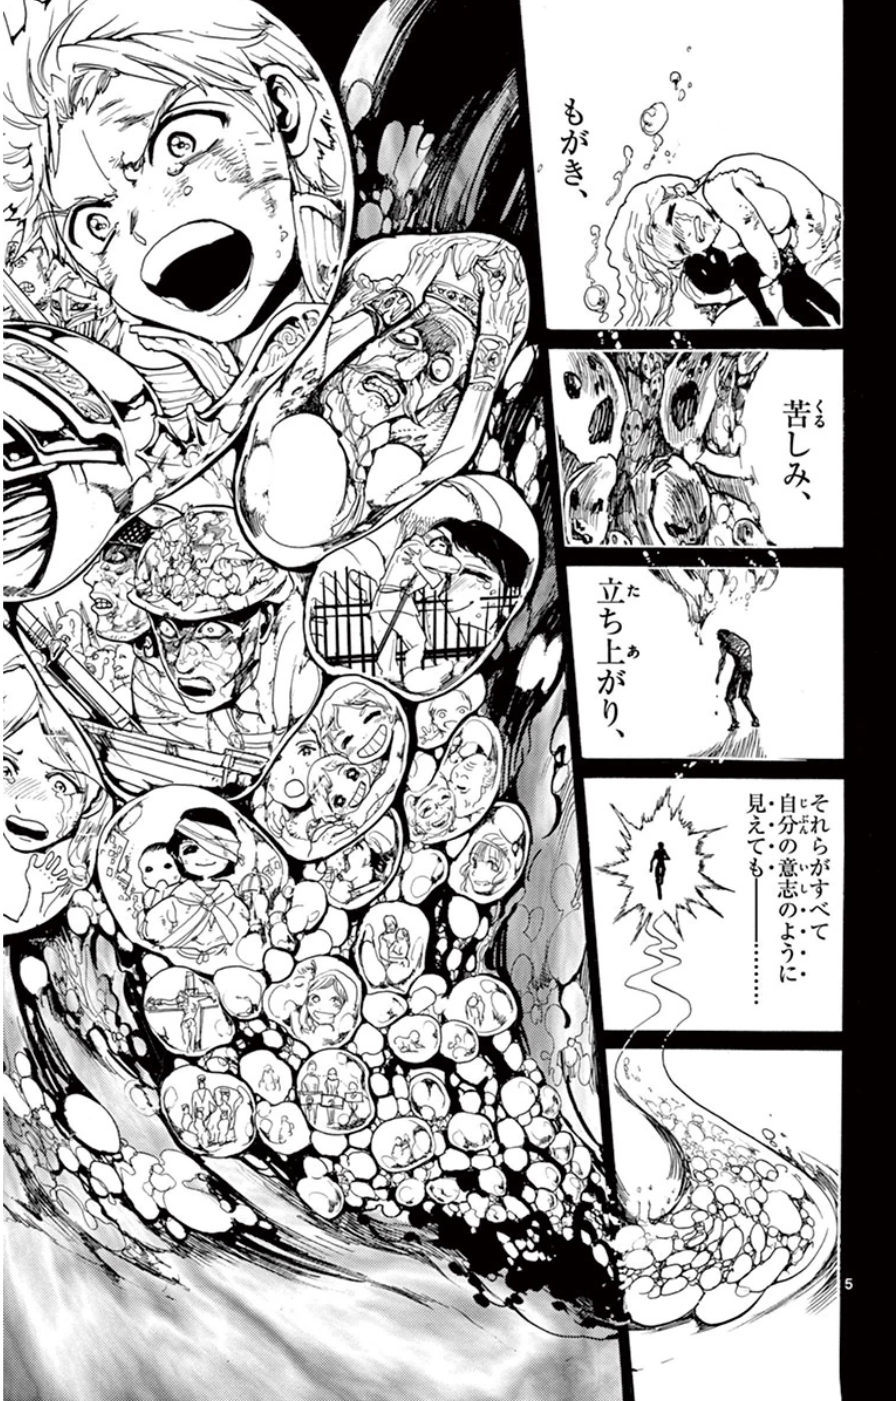 もがき、
苦しみ、
立ち上がり、
それらがすべて
自分の意志のように
見えても――………
5